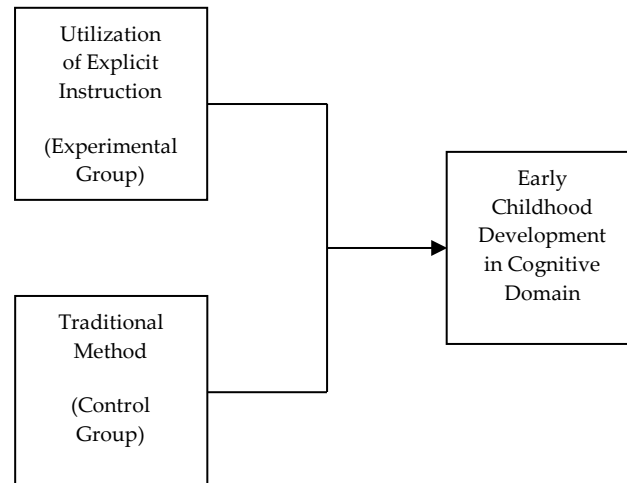 Utilization
of Explicit
Instruction
(Experimental
Group)
Early
Childhood
Development
in Cognitive
Domain
Traditional
Method
(Control
Group)